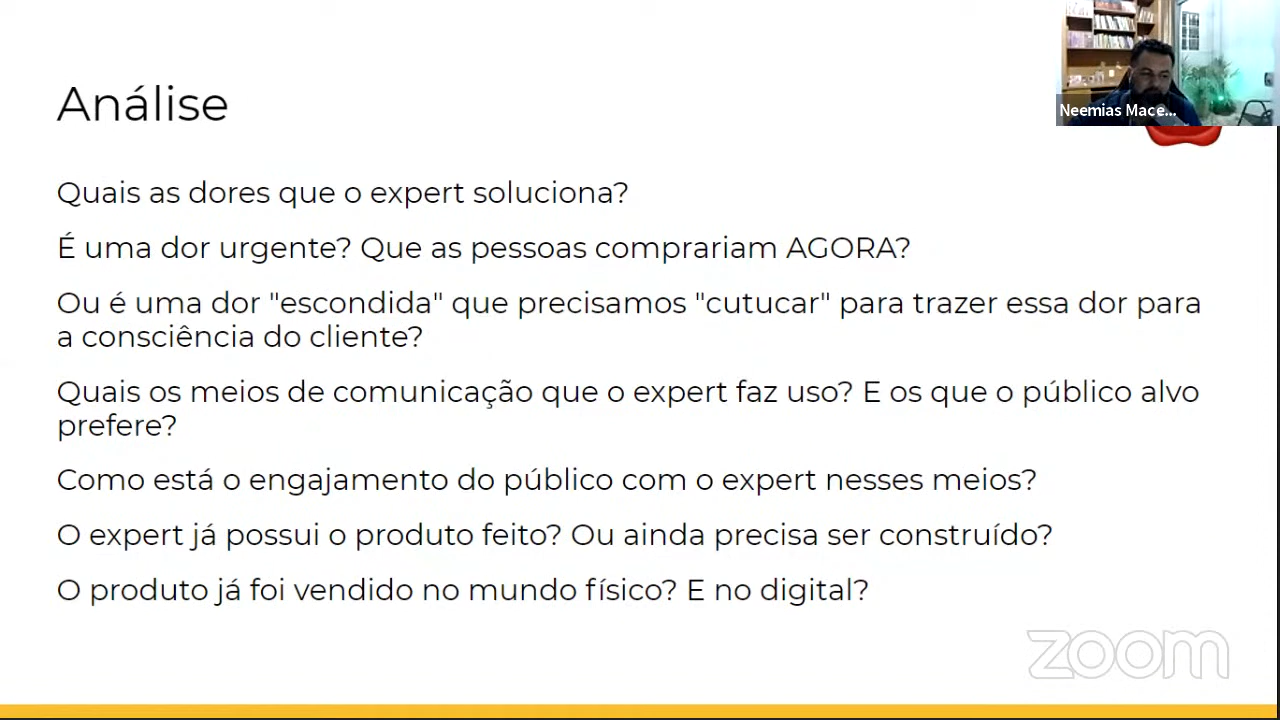 Neemias Mace...
Análise
Quais as dores que o expert soluciona?
É uma dor urgente? Que as pessoas comprariam AGORA?
Ou é uma dor "escondida" que precisamos "cutucar" para trazer essa dor para
a consciência do cliente?
Quais os meios de comunicação que o expert faz uso? E os que o público alvo
prefere?
Como está o engajamento do público com o expert nesses meios?
O expert já possui o produto feito? Ou ainda precisa ser construído?
O produto já foi vendido no mundo físico? E no digital?
zoom